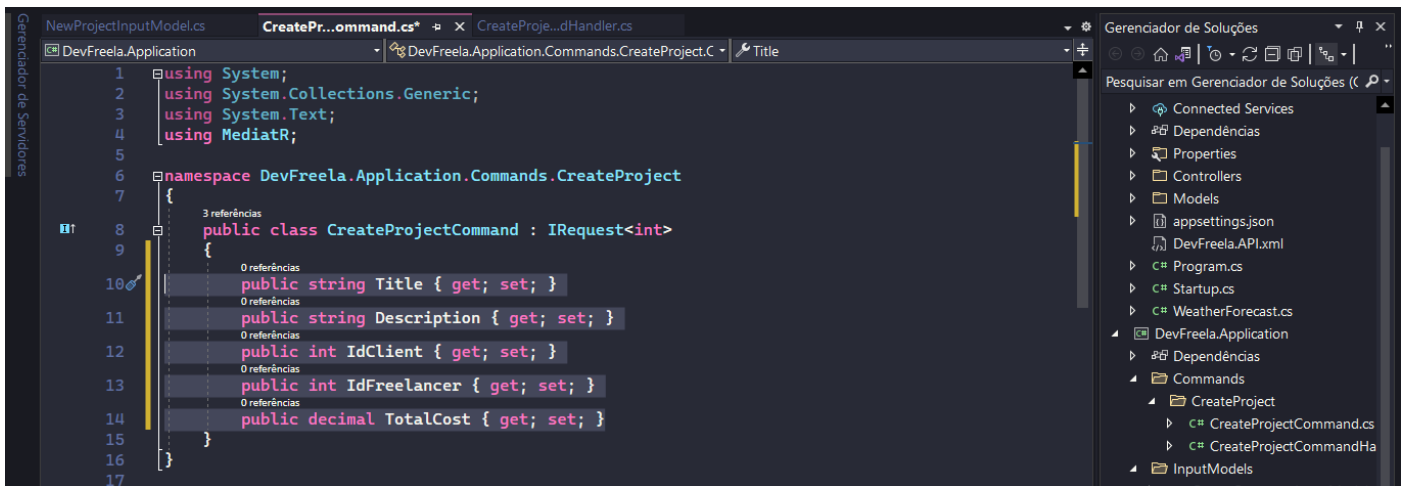 Gerenciador de Servidores
NewProjectInputModel.cs CreatePr...ommand.cs* CreateProje...dHandler.cs
DevFreela.Application DevFreela.Application.Commands.CreateProject.C Title
1 using System;
2 using System.Collections.Generic;
3 using System.Text;
4 using MediatR;
5
6 namespace DevFreela.Application.Commands.CreateProject
7 {
3 referências
8 public class CreateProjectCommand : IRequest<int>
9 {
0 referências
10 public string Title { get; set; }
0 referências
11 public string Description { get; set; }
0 referências
12 public int IdClient { get; set; }
0 referências
13 public int IdFreelancer { get; set; }
0 referências
14 public decimal TotalCost { get; set; }
15 }
16 }
17
Gerenciador de Soluções
Pesquisar em Gerenciador de Soluções (C
Connected Services
Dependências
Properties
Controllers
Models
appsettings.json
DevFreela.API.xml
C# Program.cs
C# Startup.cs
C# WeatherForecast.cs
C# DevFreela.Application
Dependências
Commands
CreateProject
C# CreateProjectCommand.cs
C# CreateProjectCommandHa
InputModels